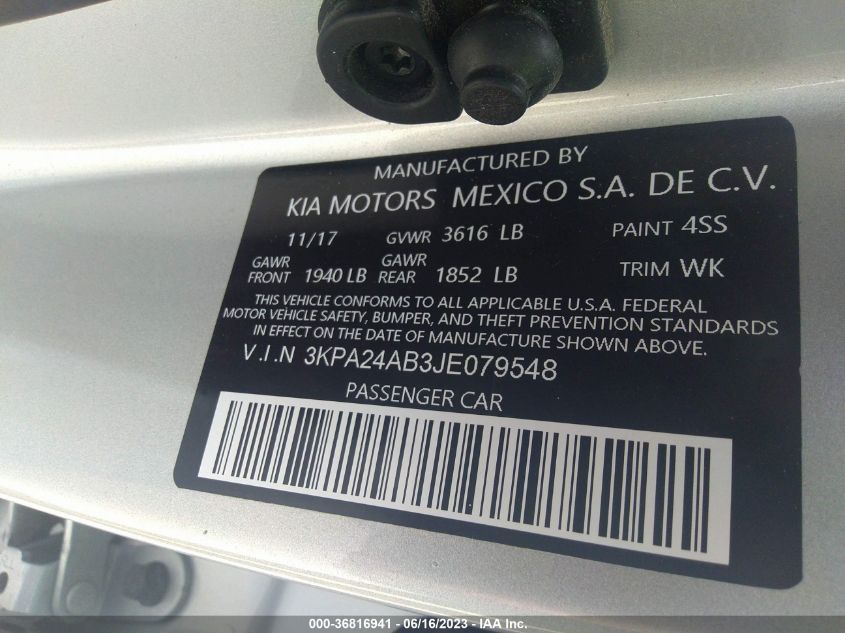 MANUFACTURED BY
KIA MOTORS MEXICO S.A. DE C.V.
11/17 GVWR 3616 LB PAINT 4SS
GAWR FRONT 1940 LB GAWR REAR 1852 LB TRIM WK
THIS VEHICLE CONFORMS TO ALL APPLICABLE U.S.A. FEDERAL
MOTOR VEHICLE SAFETY, BUMPER, AND THEFT PREVENTION STANDARDS
IN EFFECT ON THE DATE OF MANUFACTURE SHOWN ABOVE.
V.I.N 3KPA24AB3JE079548
PASSENGER CAR
000-36816941 - 06/16/2023 - IAA Inc.